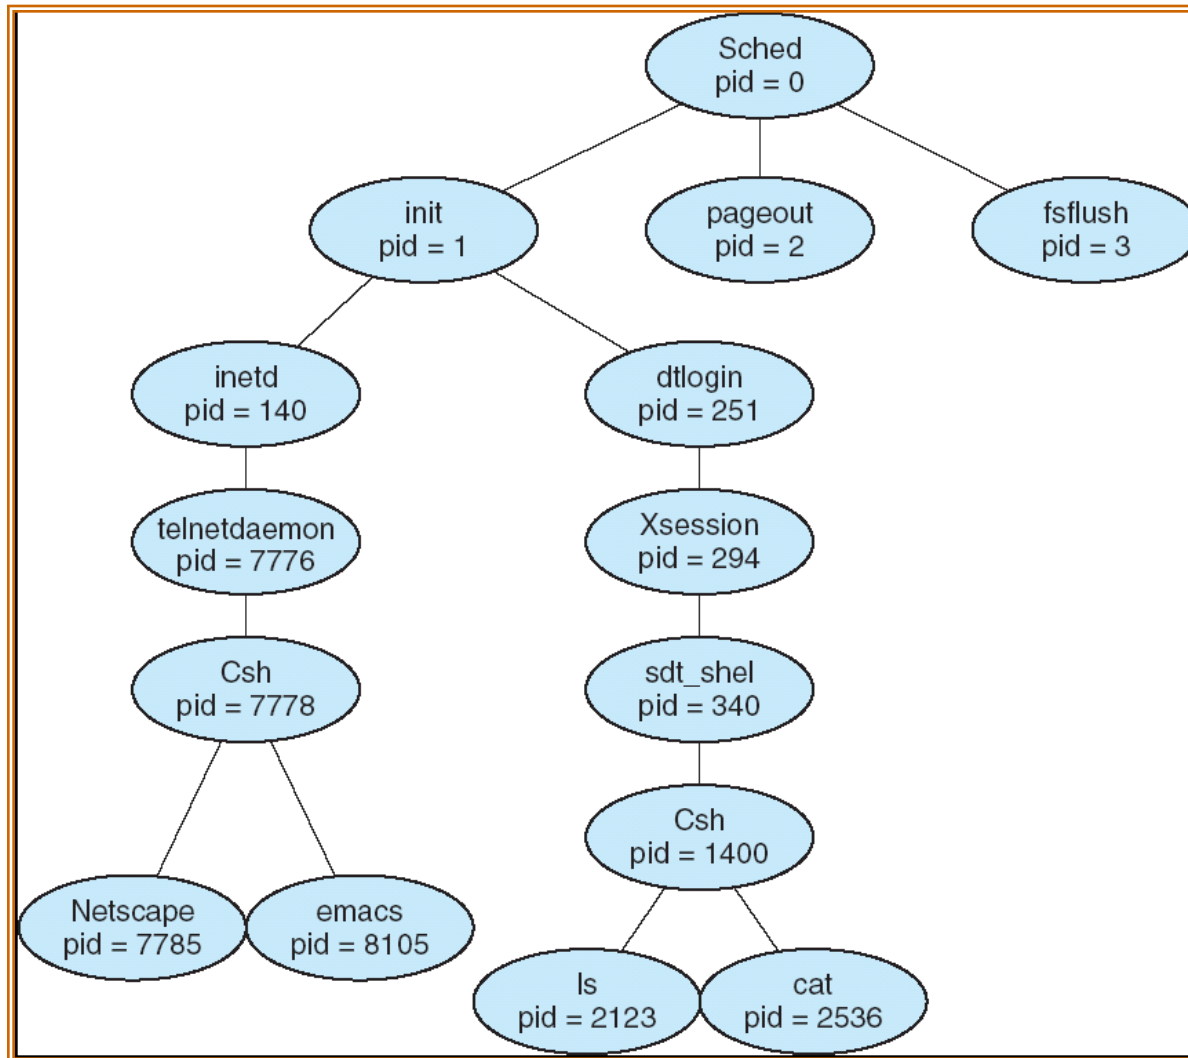 Sched
pid = 0
init
pid = 1
pageout
pid = 2
fsflush
pid = 3
inetd
pid = 140
dtlogin
pid = 251
telnetdaemon
pid = 7776
Xsession
pid = 294
Csh
pid = 7778
sdt_shel
pid = 340
Csh
pid = 1400
Netscape
pid = 7785
emacs
pid = 8105
ls
pid = 2123
cat
pid = 2536